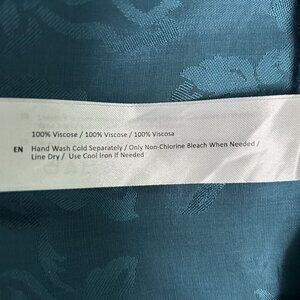 100% Viscose / 100% Viscose / 100% Viscosa
EN Hand Wash Cold Separately / Only Non-Chlorine Bleach When Needed /
Line Dry / Use Cool Iron If Needed